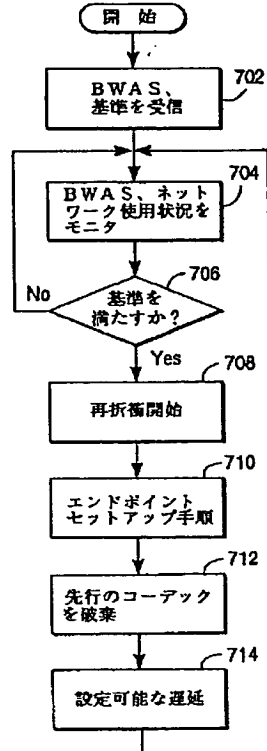 開 始
702
BWAS、
基準を受信
704
BWAS、ネット
ワーク使用状況を
モニタ
706
基準を
満たすか?
No
Yes
708
再折衝開始
710
エンドポイント
セットアップ手順
712
先行のコーデック
を破棄
714
設定可能な遅延